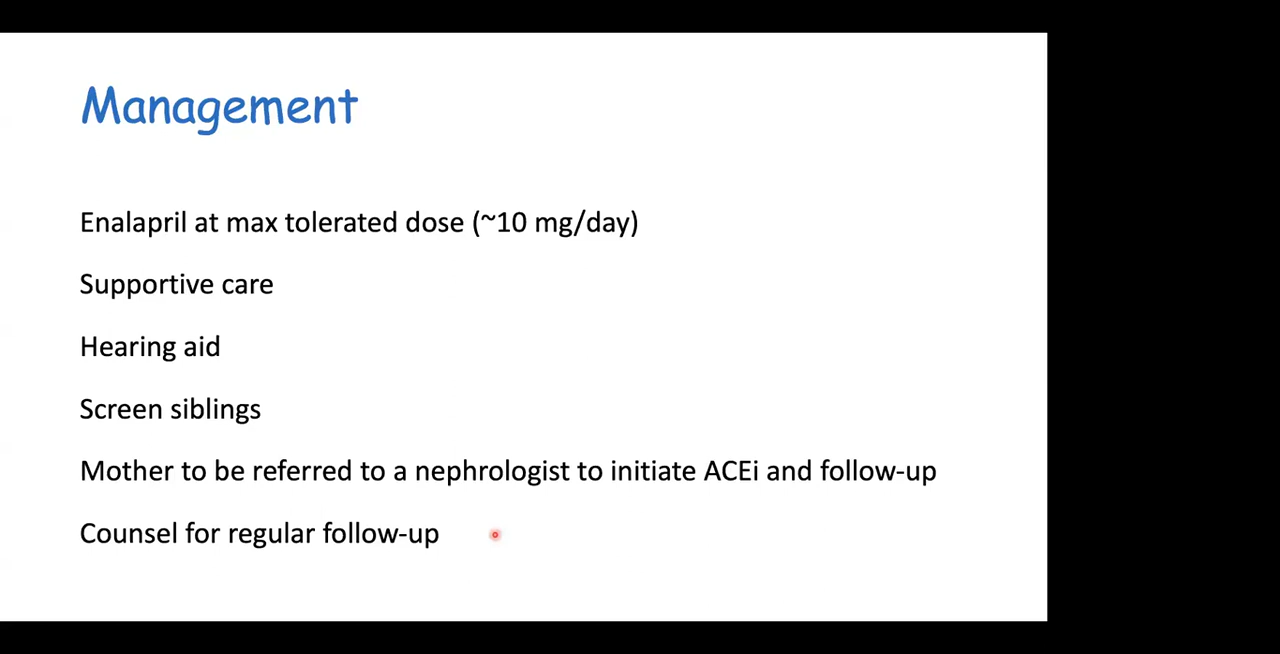 Management
Enalapril at max tolerated dose (~10 mg/day)
Supportive care
Hearing aid
Screen siblings
Mother to be referred to a nephrologist to initiate ACEi and follow-up
Counsel for regular follow-up